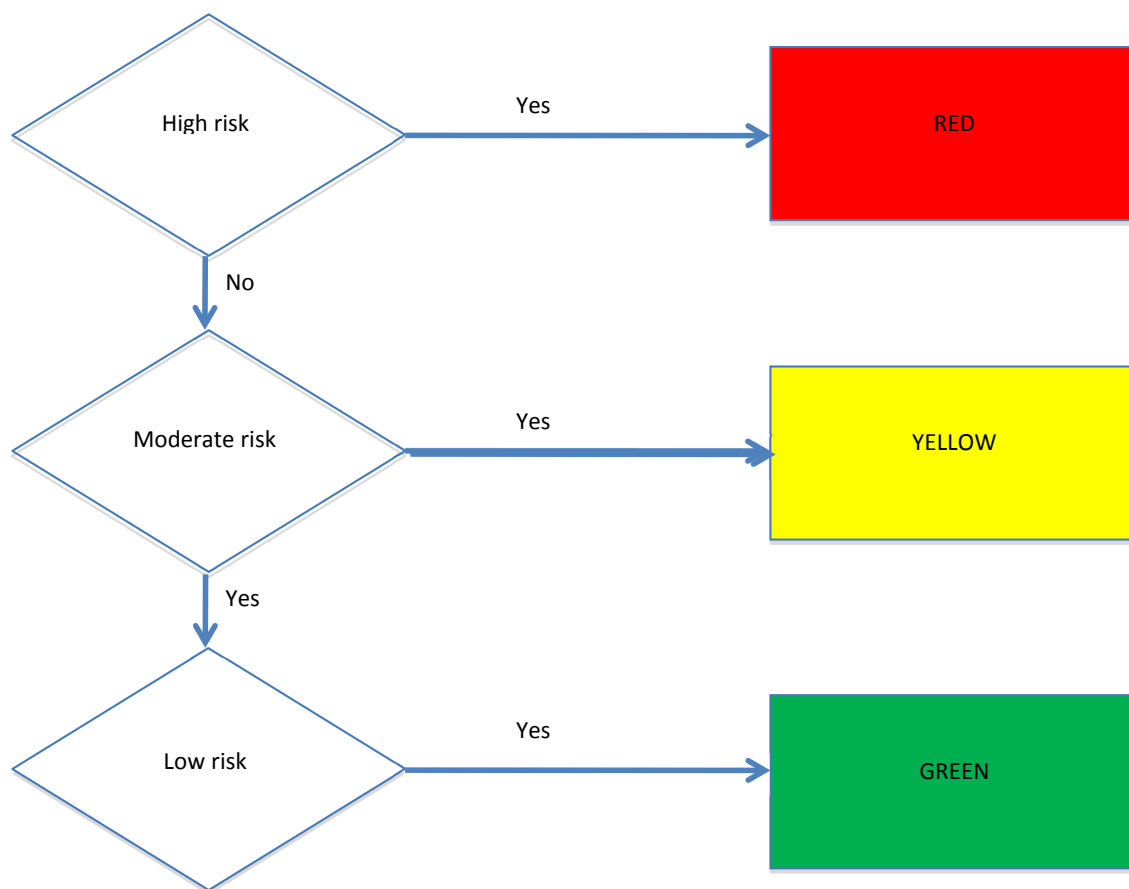 High risk
Yes
RED
No
Moderate risk
Yes
YELLOW
Yes
Low risk
Yes
GREEN